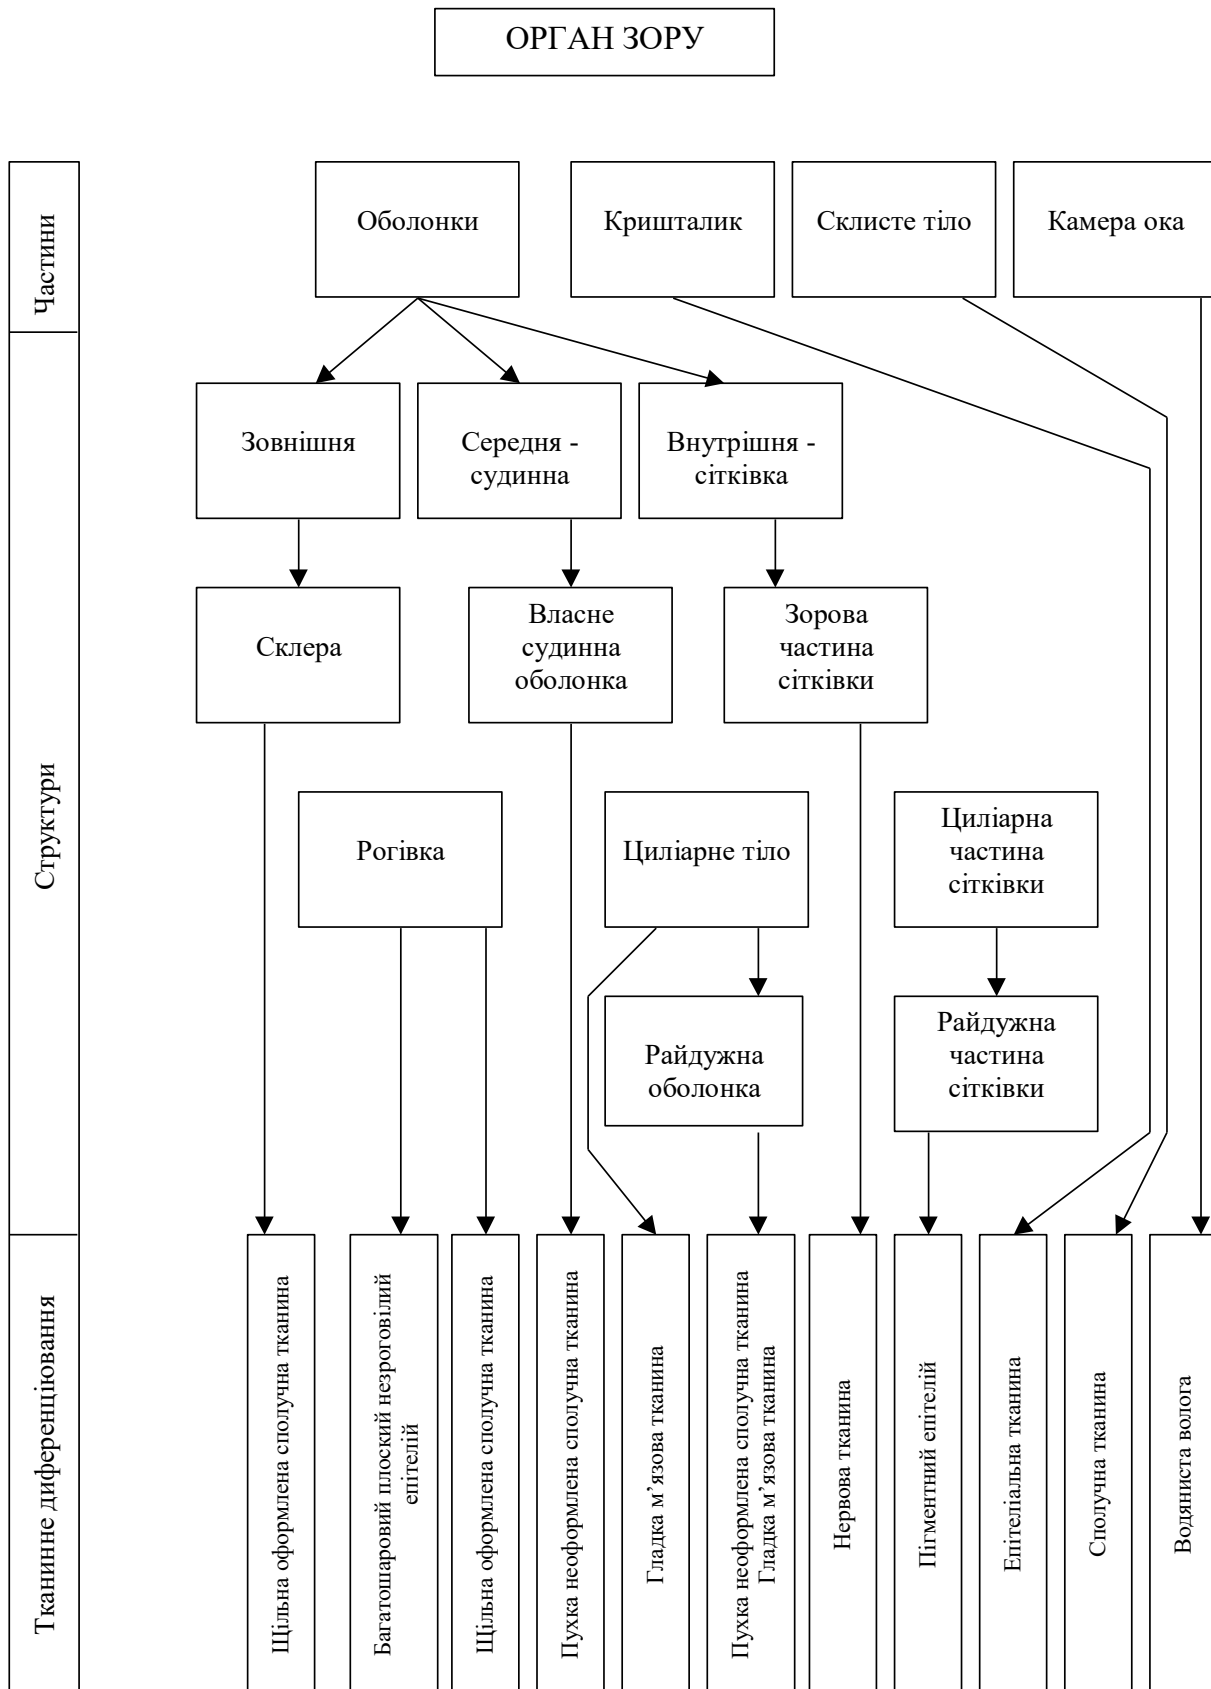 ОРГАН ЗОРУ
Частини
Оболонки
Кришталик
Склисте тіло
Камера ока
Структури
Зовнішня
Середня -
судинна
Внутрішня -
сітківка
Склера
Власне
судинна
оболонка
Зорова
частина
сітківки
Рогівка
Циліарне тіло
Циліарна
частина
сітківки
Райдужна
оболонка
Райдужна
частина
сітківки
Тканинне диференціювання
Щільна оформлена сполучна тканина
Багатошаровий плоский незроговілий
епітелій
Щільна оформлена сполучна тканина
Пухка неоформлена сполучна тканина
Гладка м’язова тканина
Пухка неоформлена сполучна тканина
Гладка м’язова тканина
Нервова тканина
Пігментний епітелій
Епітеліальна тканина
Сполучна тканина
Водяниста волога